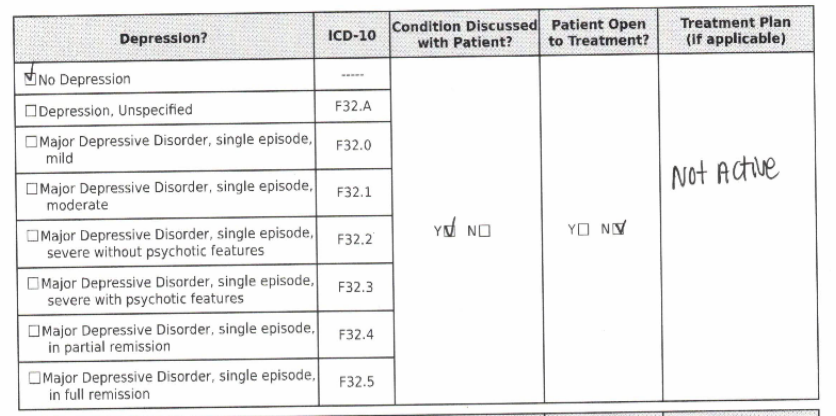 Depression? ICD-10 Condition Discussed with Patient? Patient Open to Treatment? Treatment Plan (if applicable)
☑No Depression -----
☐Depression, Unspecified F32.A
☐Major Depressive Disorder, single episode, mild F32.0
☐Major Depressive Disorder, single episode, moderate F32.1
Not Active
☐Major Depressive Disorder, single episode, severe without psychotic features F32.2
Y☑ N☐
Y☐ N☑
☐Major Depressive Disorder, single episode, severe with psychotic features F32.3
☐Major Depressive Disorder, single episode, in partial remission F32.4
☐Major Depressive Disorder, single episode, in full remission F32.5